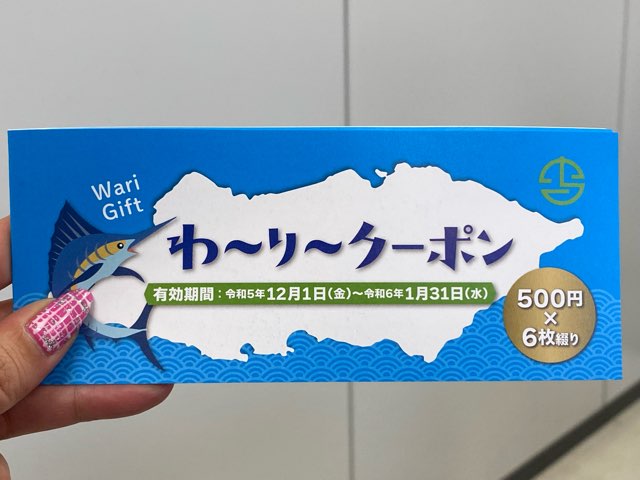 Wari
Gift
わ〜り〜クーポン
有効期間：令和5年12月1日(金)〜令和6年1月31日(水)
500円
×
6枚綴り